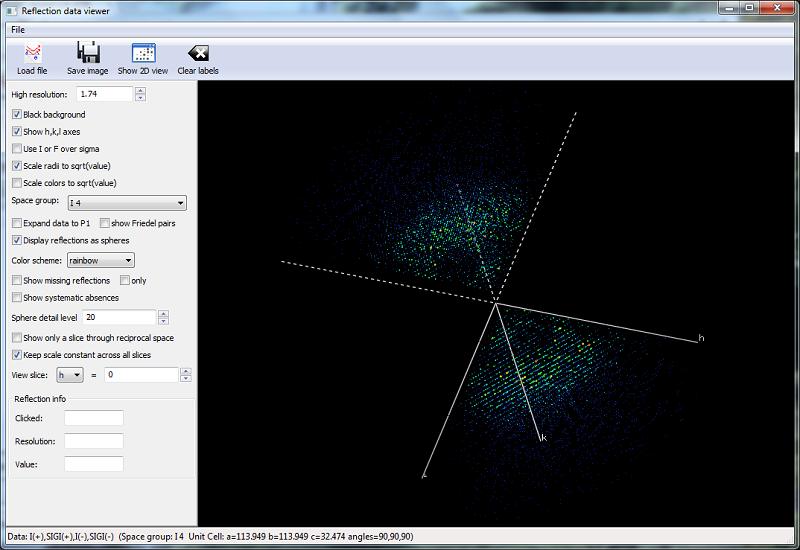 Reflection data viewer
File
Load file Save image Show 2D view Clear labels
High resolution: 1.74
Black background
Show h,k,l axes
Use I or F over sigma
Scale radii to sqrt(value)
Scale colors to sqrt(value)
Space group: I 4
Expand data to P1 show Friedel pairs
Display reflections as spheres
Color scheme: rainbow
Show missing reflections only
Show systematic absences
Sphere detail level 20
Show only a slice through reciprocal space
Keep scale constant across all slices
View slice: h = 0
Reflection info
Clicked:
Resolution:
Value:
h
k
Data: I(+),SIGI(+),I(-),SIGI(-) (Space group: I 4 Unit Cell: a=113.949 b=113.949 c=32.474 angles=90,90,90)